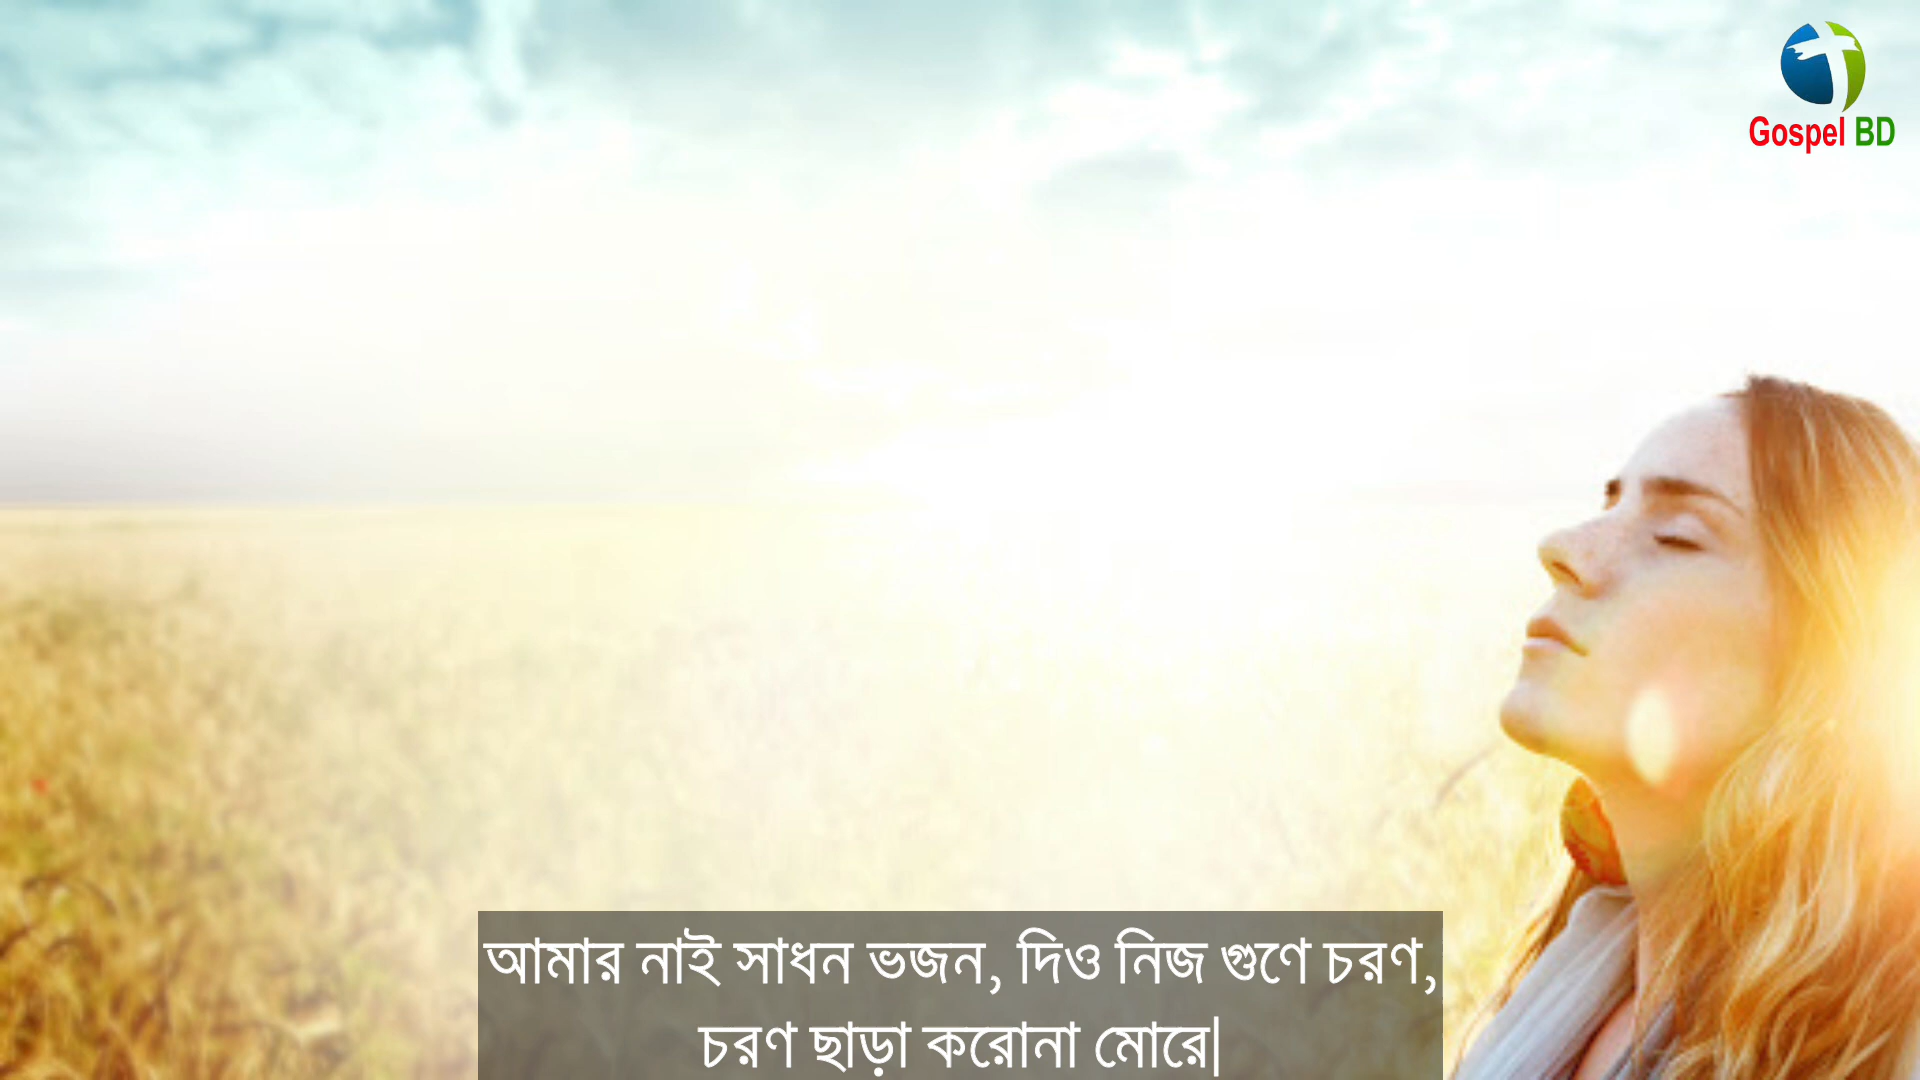 Gospel BD
আমার নাই সাধন ভজন, দিও নিজ গুণে চরণ,
চরণ ছাড়া করোনা মোরে|